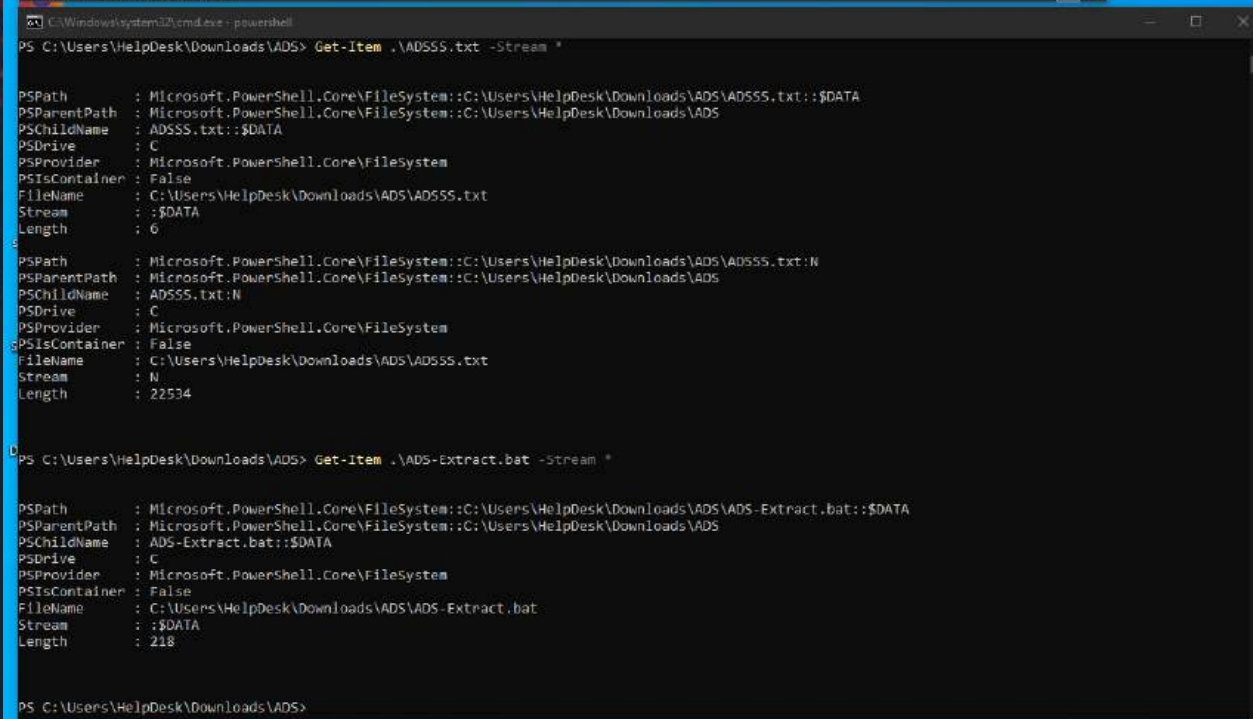 C:\Windows\system32\cmd.exe - powershell
PS C:\Users\HelpDesk\Downloads\ADS> Get-Item .\ADSSS.txt -Stream *
PSPath : Microsoft.PowerShell.Core\FileSystem::C:\Users\HelpDesk\Downloads\ADS\ADSSS.txt::$DATA
PSParentPath : Microsoft.PowerShell.Core\FileSystem::C:\Users\HelpDesk\Downloads\ADS
PSChildName : ADSSS.txt::$DATA
PSDrive : C
PSProvider : Microsoft.PowerShell.Core\FileSystem
PSIsContainer : False
FileName : C:\Users\HelpDesk\Downloads\ADS\ADSSS.txt
Stream : :$DATA
Length : 6
PSPath : Microsoft.PowerShell.Core\FileSystem::C:\Users\HelpDesk\Downloads\ADS\ADSSS.txt:N
PSParentPath : Microsoft.PowerShell.Core\FileSystem::C:\Users\HelpDesk\Downloads\ADS
PSChildName : ADSSS.txt:N
PSDrive : C
PSProvider : Microsoft.PowerShell.Core\FileSystem
PSIsContainer : False
FileName : C:\Users\HelpDesk\Downloads\ADS\ADSSS.txt
Stream : N
Length : 22534
PS C:\Users\HelpDesk\Downloads\ADS> Get-Item .\ADS-Extract.bat -Stream *
PSPath : Microsoft.PowerShell.Core\FileSystem::C:\Users\HelpDesk\Downloads\ADS\ADS-Extract.bat::$DATA
PSParentPath : Microsoft.PowerShell.Core\FileSystem::C:\Users\HelpDesk\Downloads\ADS
PSChildName : ADS-Extract.bat::$DATA
PSDrive : C
PSProvider : Microsoft.PowerShell.Core\FileSystem
PSIsContainer : False
FileName : C:\Users\HelpDesk\Downloads\ADS\ADS-Extract.bat
Stream : :$DATA
Length : 218
PS C:\Users\HelpDesk\Downloads\ADS>